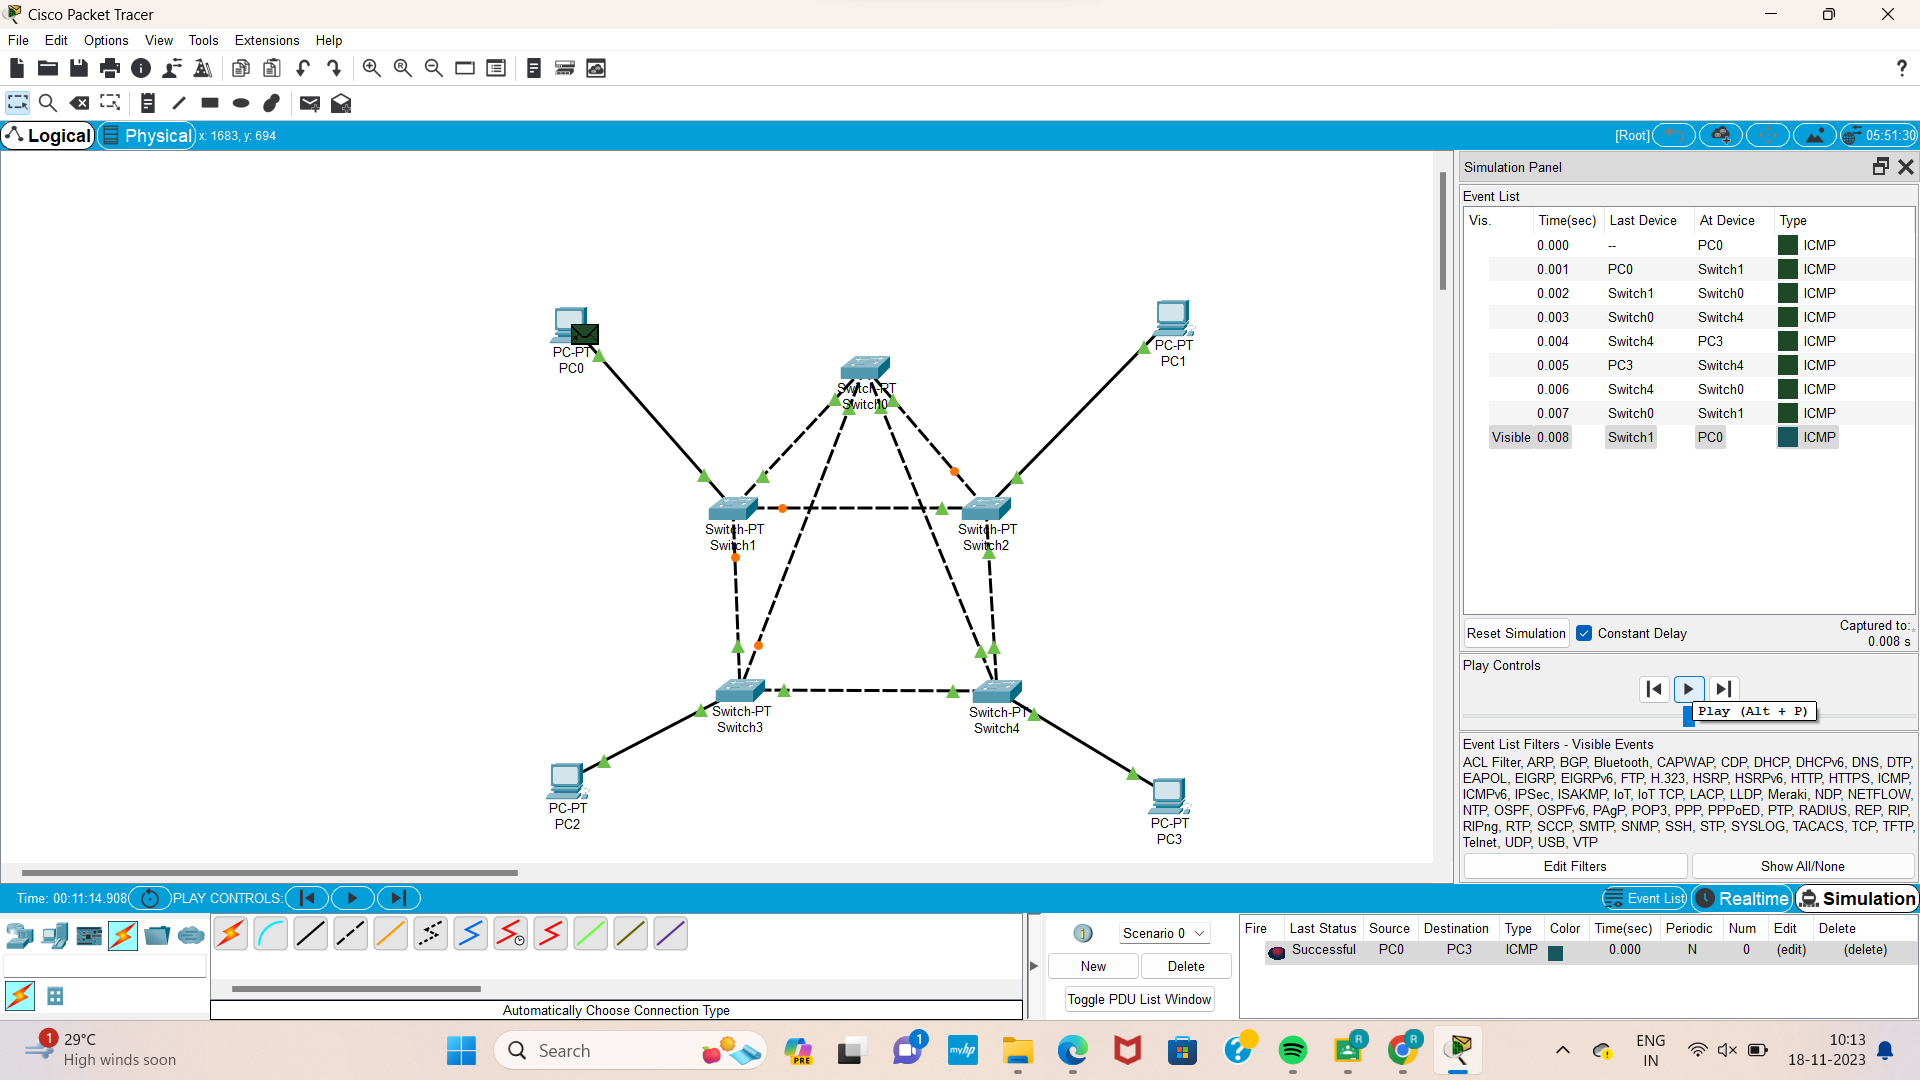 Cisco Packet Tracer
File Edit Options View Tools Extensions Help
?
Logical Physical x: 1683, y: 694 [Root] 05:51:30
Simulation Panel
Event List
Vis. Time(sec) Last Device At Device Type
0.000 -- PC0 ICMP
0.001 PC0 Switch1 ICMP
0.002 Switch1 Switch0 ICMP
0.003 Switch0 Switch4 ICMP
0.004 Switch4 PC3 ICMP
0.005 PC3 Switch4 ICMP
0.006 Switch4 Switch0 ICMP
0.007 Switch0 Switch1 ICMP
Visible 0.008 Switch1 PC0 ICMP
PC-PT
PC0
PC-PT
PC1
Switch-PT
Switch0
Switch-PT
Switch1
Switch-PT
Switch2
Switch-PT
Switch3
Switch-PT
Switch4
PC-PT
PC2
PC-PT
PC3
Reset Simulation Constant Delay Captured to:
0.008 s
Play Controls
Play (Alt + P)
Event List Filters - Visible Events
ACL Filter, ARP, BGP, Bluetooth, CAPWAP, CDP, DHCP, DHCPv6, DNS, DTP,
EAPOL, EIGRP, EIGRPv6, FTP, H.323, HSRP, HSRPv6, HTTP, HTTPS, ICMP,
ICMPv6, IPSec, ISAKMP, IoT, IoT TCP, LACP, LLDP, Meraki, NDP, NETFLOW,
NTP, OSPF, OSPFv6, PAgP, POP3, PPP, PPPoED, PTP, RADIUS, REP, RIP,
RIPng, RTP, SCCP, SMTP, SNMP, SSH, STP, SYSLOG, TACACS, TCP, TFTP,
Telnet, UDP, USB, VTP
Edit Filters Show All/None
Time: 00:11:14.908 PLAY CONTROLS: Event List Realtime Simulation
Scenario 0
New Delete
Toggle PDU List Window
Fire Last Status Source Destination Type Color Time(sec) Periodic Num Edit Delete
Successful PC0 PC3 ICMP 0.000 N 0 (edit) (delete)
Automatically Choose Connection Type
1
29°C
High winds soon
Search
PRE
1
myhp
R
R
ENG
IN
10:13
18-11-2023